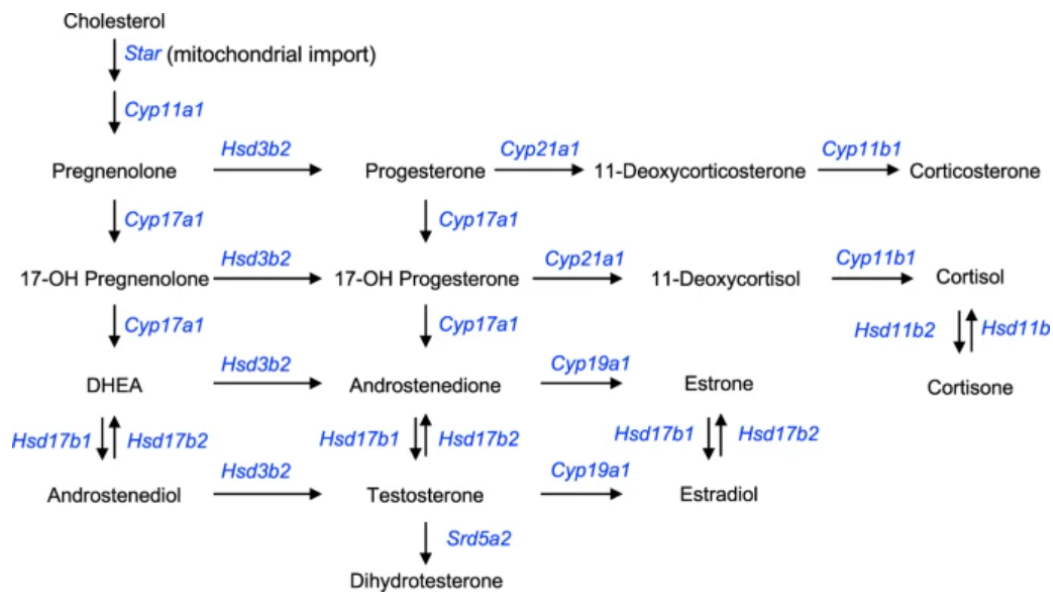 Cholesterol
Star (mitochondrial import)
Cyp11a1
Hsd3b2 Cyp21a1 Cyp11b1
Pregnenolone Progesterone 11-Deoxycorticosterone Corticosterone
Cyp17a1 Cyp17a1
Hsd3b2 Cyp21a1 Cyp11b1
17-OH Pregnenolone 17-OH Progesterone 11-Deoxycortisol Cortisol
Cyp17a1 Cyp17a1 Hsd11b2 Hsd11b
Hsd3b2 Cyp19a1
DHEA Androstenedione Estrone Cortisone
Hsd17b1 Hsd17b2 Hsd17b1 Hsd17b2 Hsd17b1 Hsd17b2
Hsd3b2 Cyp19a1
Androstenediol Testosterone Estradiol
Srd5a2
Dihydrotesterone